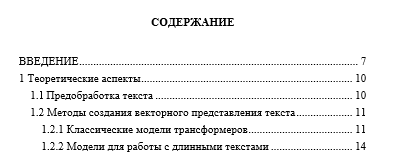 СОДЕРЖАНИЕ
ВВЕДЕНИЕ.......................................................................................................... 7
1 Теоретические аспекты.................................................................................. 10
1.1 Предобработка текста ............................................................................... 10
1.2 Методы создания векторного представления текста........................... 11
1.2.1 Классические модели трансформеров.................................................. 11
1.2.2 Модели для работы с длинными текстами .......................................... 14